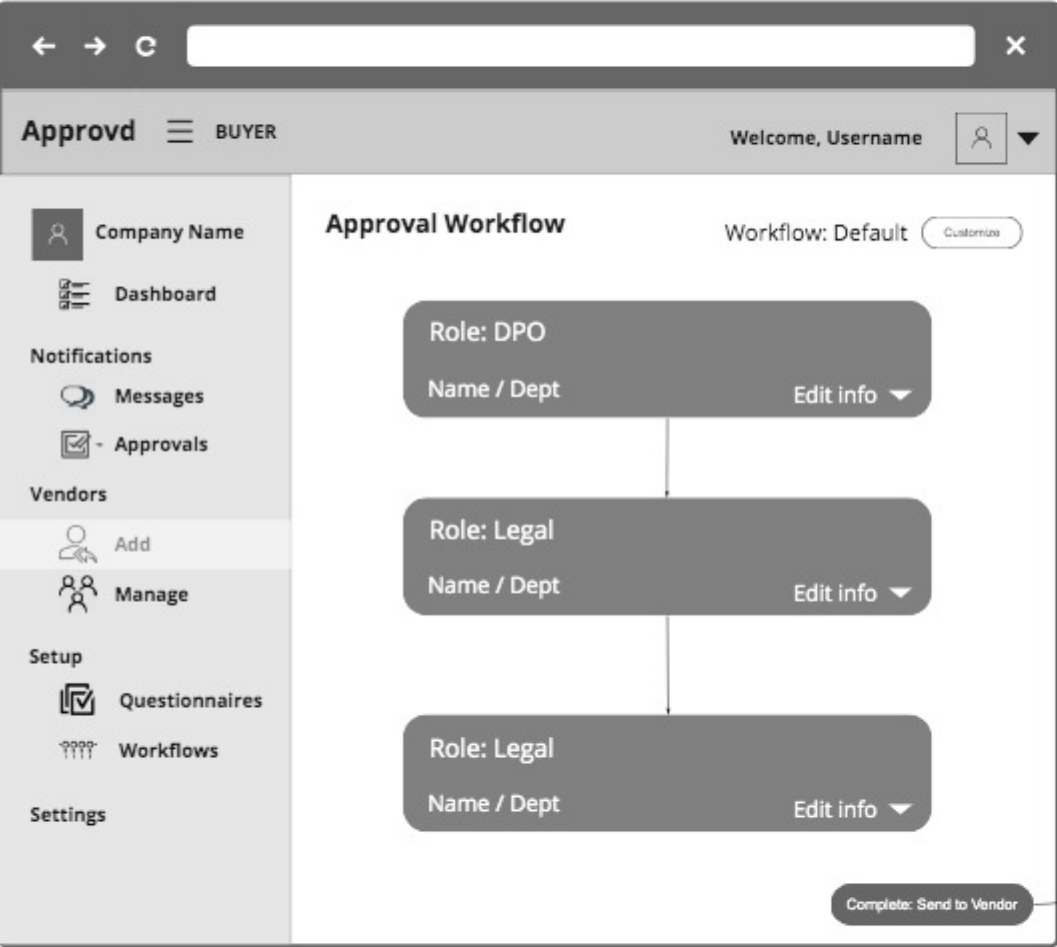 Approvd BUYER Welcome, Username
Company Name
Dashboard
Notifications
Messages
Approvals
Vendors
Add
Manage
Setup
Questionnaires
Workflows
Settings
Approval Workflow
Workflow: Default Customize
Role: DPO
Name / Dept Edit info
Role: Legal
Name / Dept Edit info
Role: Legal
Name / Dept Edit info
Complete: Send to Vendor